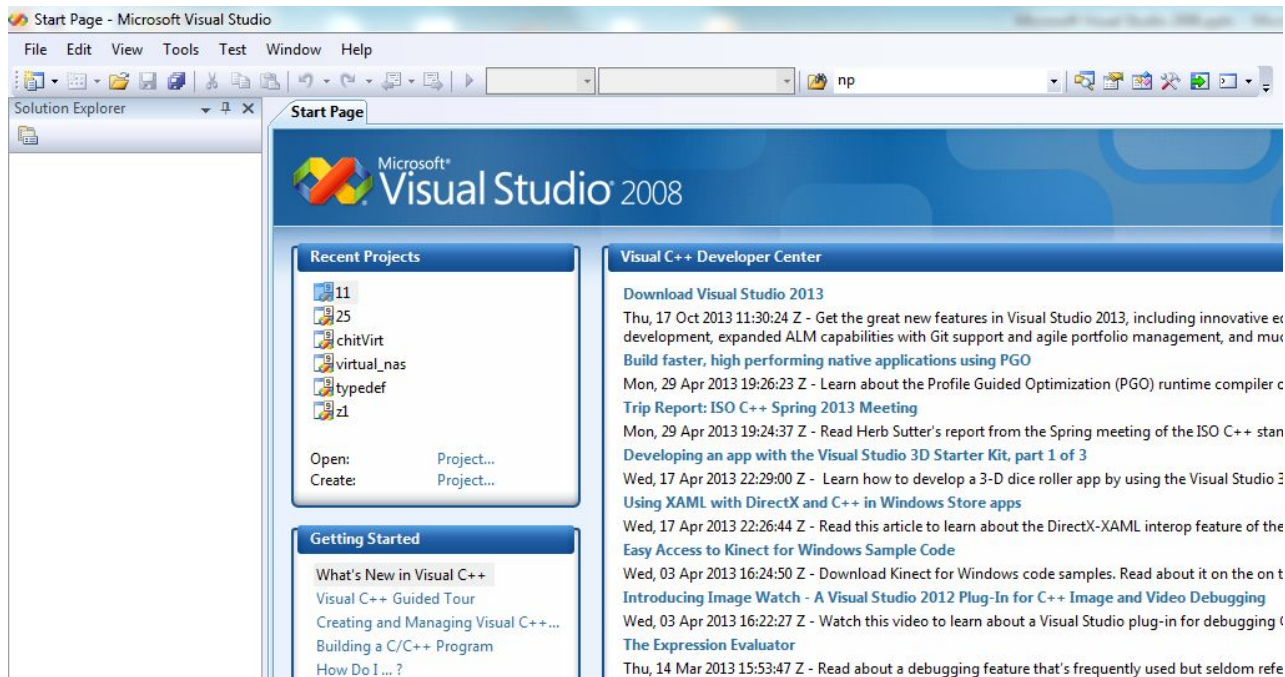 Start Page - Microsoft Visual Studio
File Edit View Tools Test Window Help
np
Solution Explorer
Start Page
Microsoft®
Visual Studio® 2008
Recent Projects
11
25
chitVirt
virtual_nas
typedef
z1
Open: Project...
Create: Project...
Getting Started
What's New in Visual C++
Visual C++ Guided Tour
Creating and Managing Visual C++...
Building a C/C++ Program
How Do I ... ?
Visual C++ Developer Center
Download Visual Studio 2013
Thu, 17 Oct 2013 11:30:24 Z - Get the great new features in Visual Studio 2013, including innovative
development, expanded ALM capabilities with Git support and agile portfolio management, and
Build faster, high performing native applications using PGO
Mon, 29 Apr 2013 19:26:23 Z - Learn about the Profile Guided Optimization (PGO) runtime compiler
Trip Report: ISO C++ Spring 2013 Meeting
Mon, 29 Apr 2013 19:24:37 Z - Read Herb Sutter's report from the Spring meeting of the ISO C++
Developing an app with the Visual Studio 3D Starter Kit, part 1 of 3
Wed, 17 Apr 2013 22:29:00 Z - Learn how to develop a 3-D dice roller app by using the Visual Studio
Using XAML with DirectX and C++ in Windows Store apps
Wed, 17 Apr 2013 22:26:44 Z - Read this article to learn about the DirectX-XAML interop feature of the
Easy Access to Kinect for Windows Sample Code
Wed, 03 Apr 2013 16:24:50 Z - Download Kinect for Windows code samples. Read about it on the on
Introducing Image Watch - A Visual Studio 2012 Plug-In for C++ Image and Video Debugging
Wed, 03 Apr 2013 16:22:27 Z - Watch this video to learn about a Visual Studio plug-in for debugging
The Expression Evaluator
Thu, 14 Mar 2013 15:53:47 Z - Read about a debugging feature that's frequently used but seldom